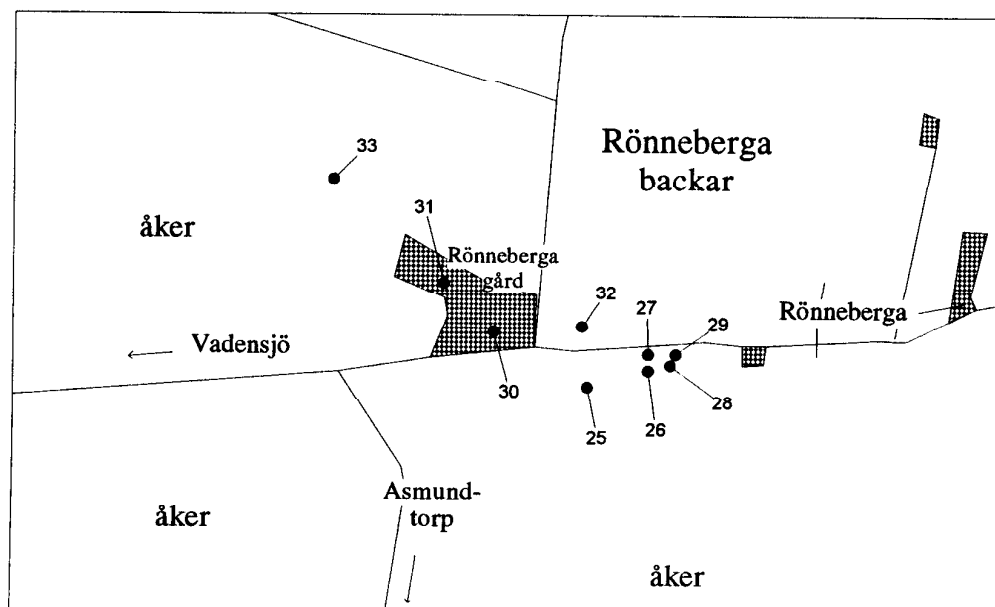 Rönneberga
backar
33
åker
31
Rönneberga
gård
32
27
29
Rönneberga
Vadensjö
30
25
26
28
Asmund-
torp
åker
åker